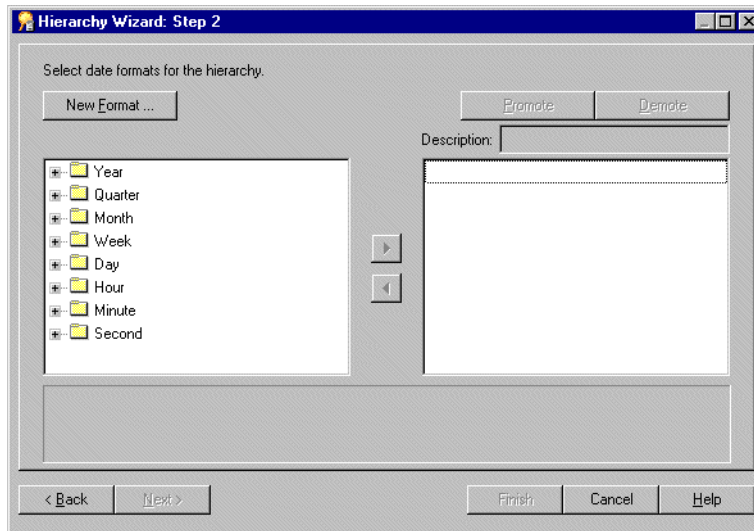 Hierarchy Wizard: Step 2
Select date formats for the hierarchy.
New Format ...
Promote
Demote
Description:
Year
Quarter
Month
Week
Day
Hour
Minute
Second
< Back
Next >
Finish
Cancel
Help